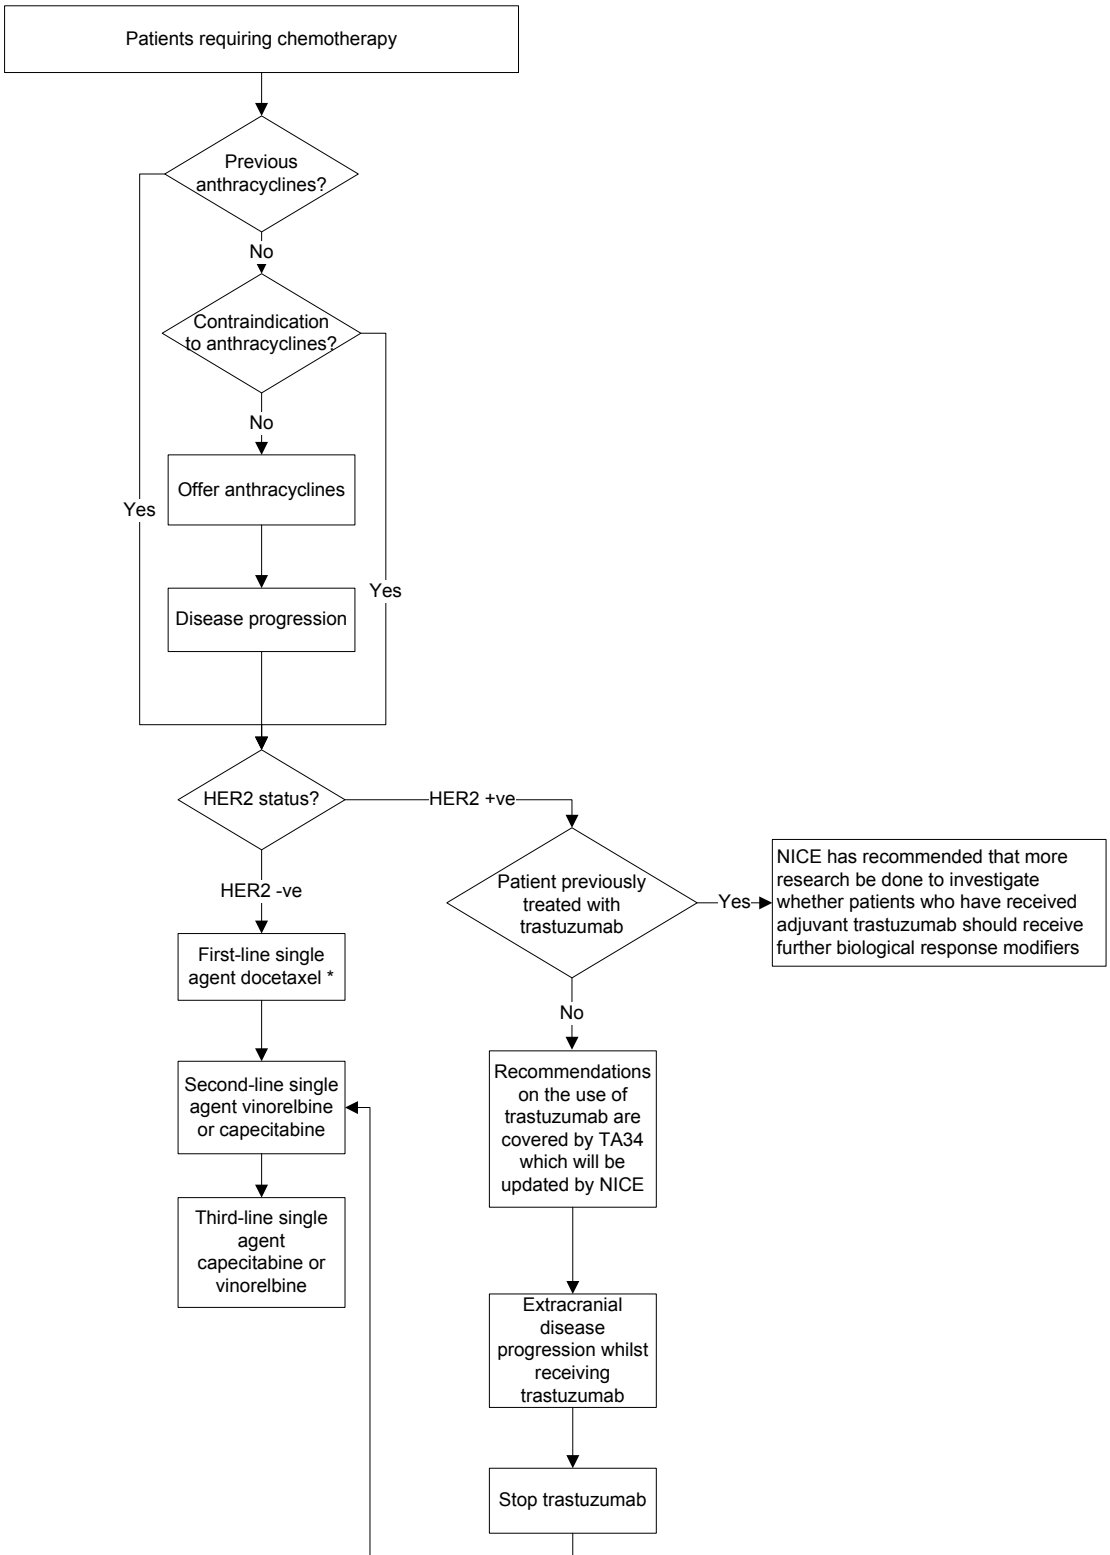 Patients requiring chemotherapy
Previous
anthracyclines?
No
Contraindication
to anthracyclines?
No
Offer anthracyclines
Yes
Yes
Disease progression
HER2 status?
HER2 +ve
HER2 -ve
Patient previously
treated with
trastuzumab
Yes
NICE has recommended that more
research be done to investigate
whether patients who have received
adjuvant trastuzumab should receive
further biological response modifiers
First-line single
agent docetaxel *
No
Second-line single
agent vinorelbine
or capecitabine
Recommendations
on the use of
trastuzumab are
covered by TA34
which will be
updated by NICE
Third-line single
agent
capecitabine or
vinorelbine
Extracranial
disease
progression whilst
receiving
trastuzumab
Stop trastuzumab